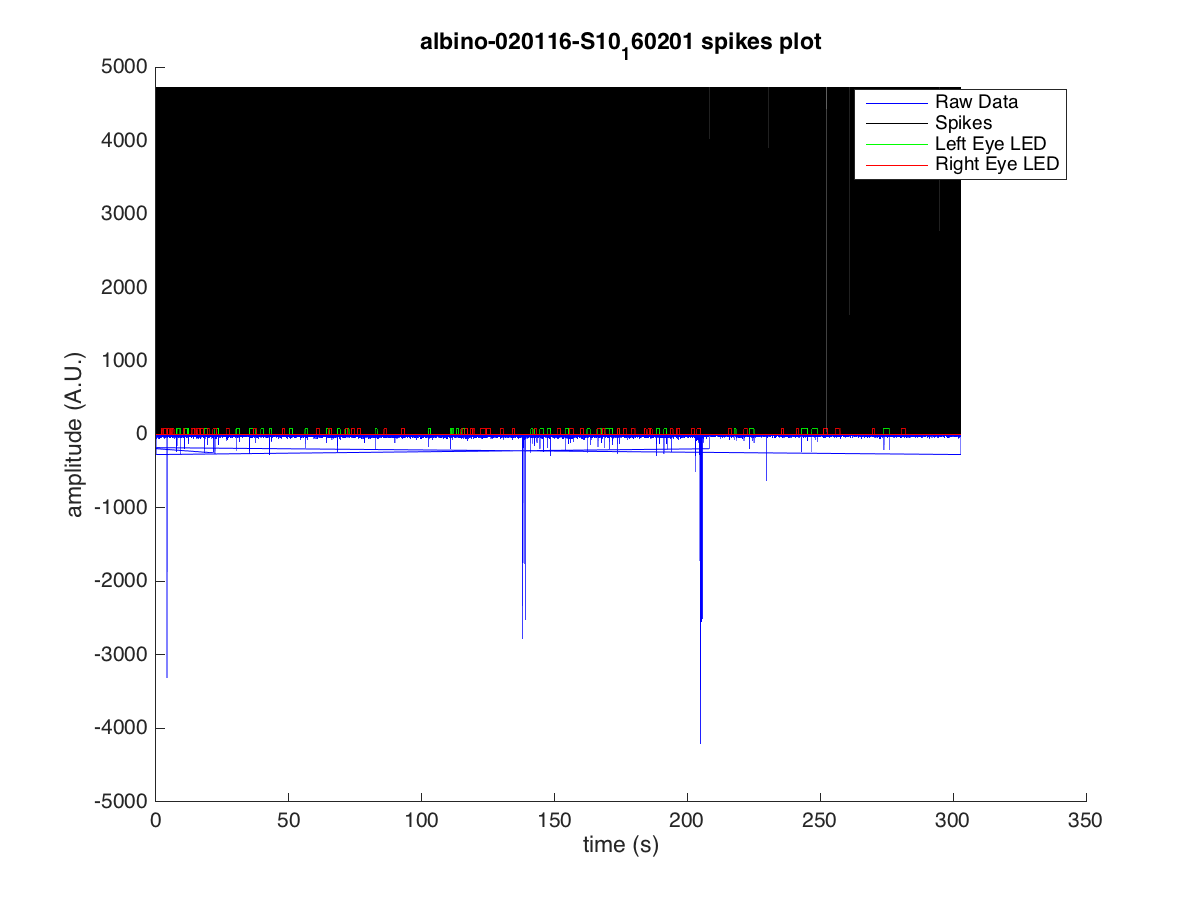 albino-020116-S10₁60201 spikes plot
5000
4000
3000
2000
1000
0
-1000
-2000
-3000
-4000
-5000
amplitude (A.U.)
Raw Data
Spikes
Left Eye LED
Right Eye LED
0 50 100 150 200 250 300 350
time (s)